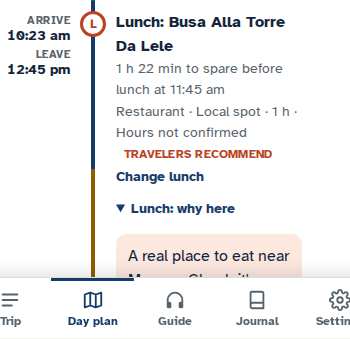 ARRIVE
10:23 am
LEAVE
12:45 pm
L
Lunch: Busa Alla Torre
Da Lele
1 h 22 min to spare before
lunch at 11:45 am
Restaurant · Local spot · 1 h ·
Hours not confirmed
TRAVELERS RECOMMEND
Change lunch
▼ Lunch: why here
A real place to eat near
Trip
Day plan
Guide
Journal
Settin